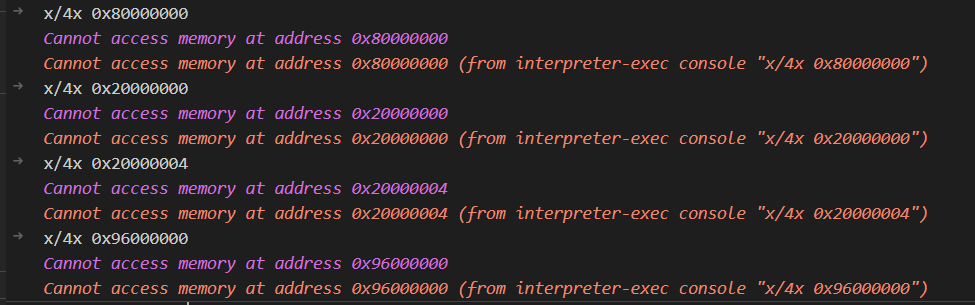 x/4x 0x80000000
Cannot access memory at address 0x80000000
Cannot access memory at address 0x80000000 (from interpreter-exec console "x/4x 0x80000000")
x/4x 0x20000000
Cannot access memory at address 0x20000000
Cannot access memory at address 0x20000000 (from interpreter-exec console "x/4x 0x20000000")
x/4x 0x20000004
Cannot access memory at address 0x20000004
Cannot access memory at address 0x20000004 (from interpreter-exec console "x/4x 0x20000004")
x/4x 0x96000000
Cannot access memory at address 0x96000000
Cannot access memory at address 0x96000000 (from interpreter-exec console "x/4x 0x96000000")